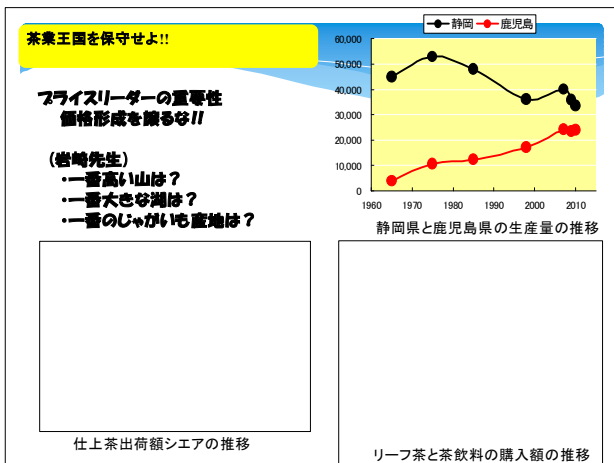 茶業王国を保守せよ!!
プライスリーダーの重要性
価格形成を譲るな!!
(岩崎先生)
・一番高い山は?
・一番大きな湖は?
・一番のじゃがいも産地は?
静岡 鹿児島
60,000
50,000
40,000
30,000
20,000
10,000
0
1960 1970 1980 1990 2000 2010
静岡県と鹿児島県の生産量の推移
仕上茶出荷額シエアの推移
リーフ茶と茶飲料の購入額の推移